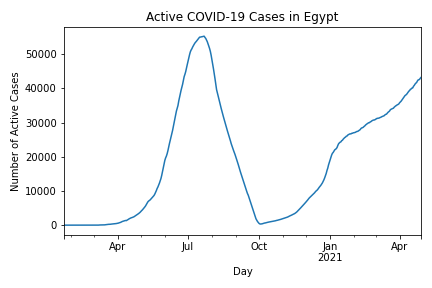 Active COVID-19 Cases in Egypt
50000
40000
30000
20000
10000
0
Number of Active Cases
Apr Jul Oct Jan Apr
2021
Day